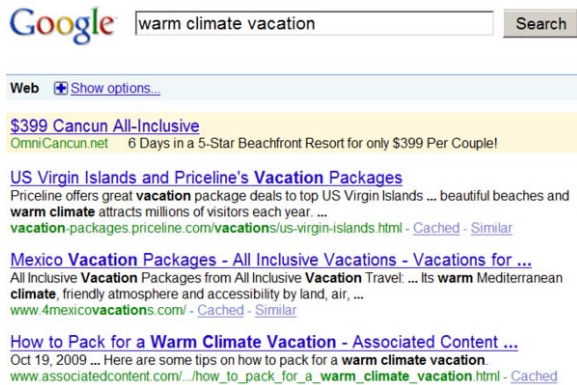 Google warm climate vacation Search
Web Show options...
$399 Cancun All-Inclusive
OmniCancun.net 6 Days in a 5-Star Beachfront Resort for only $399 Per Couple!
US Virgin Islands and Priceline's Vacation Packages
Priceline offers great vacation package deals to top US Virgin Islands ... beautiful beaches and
warm climate attracts millions of visitors each year. ...
vacation-packages.priceline.com/vacations/us-virgin-islands.html - Cached - Similar
Mexico Vacation Packages - All Inclusive Vacations - Vacations for ...
All Inclusive Vacation Packages from All Inclusive Vacation Travel: ... Its warm Mediterranean
climate, friendly atmosphere and accessibility by land, air, ...
www.4mexicovacations.com/ - Cached - Similar
How to Pack for a Warm Climate Vacation - Associated Content ...
Oct 19, 2009 ... Here are some tips on how to pack for a warm climate vacation.
www.associatedcontent.com/.../how_to_pack_for_a_warm_climate_vacation.html - Cached